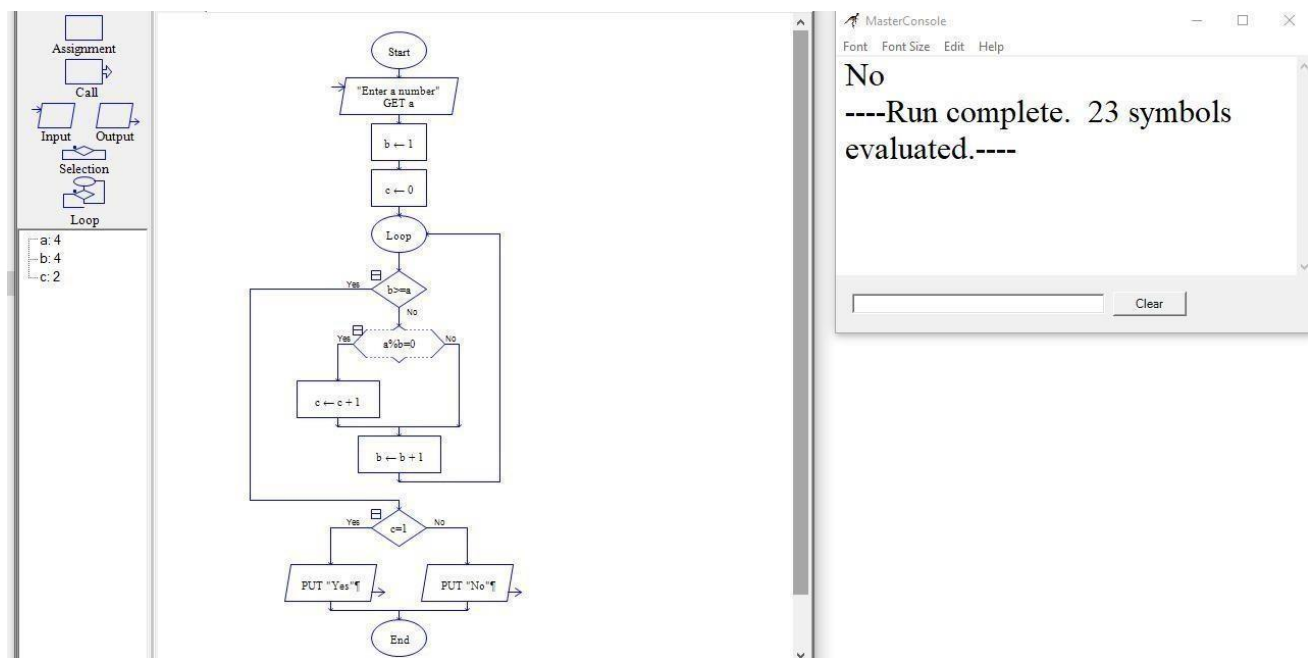 Assignment
Call
Input Output
Selection
Loop
a: 4
b: 4
c: 2
Start
"Enter a number"
GET a
b ← 1
c ← 0
Loop
Yes
b>=a
No
Yes
a%b=0
No
c ← c + 1
b ← b + 1
Yes
c=1
No
PUT "Yes"¶
PUT "No"¶
End
MasterConsole
Font Font Size Edit Help
No
----Run complete. 23 symbols
evaluated.----
Clear